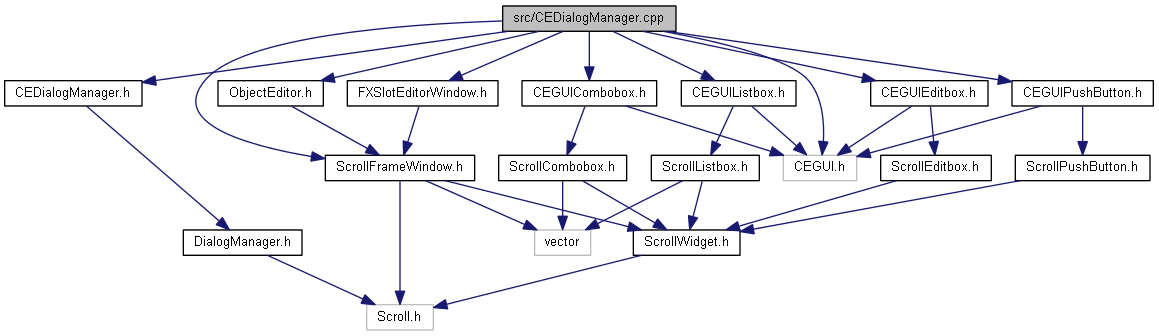 src/CEDialogManager.cpp
CEDialogManager.h
ObjectEditor.h
FXSlotEditorWindow.h
CEGUICombobox.h
CEGUIListbox.h
CEGUIEditbox.h
CEGUIPushButton.h
ScrollFrameWindow.h
ScrollCombobox.h
ScrollListbox.h
CEGUI.h
ScrollEditbox.h
ScrollPushButton.h
DialogManager.h
vector
ScrollWidget.h
Scroll.h